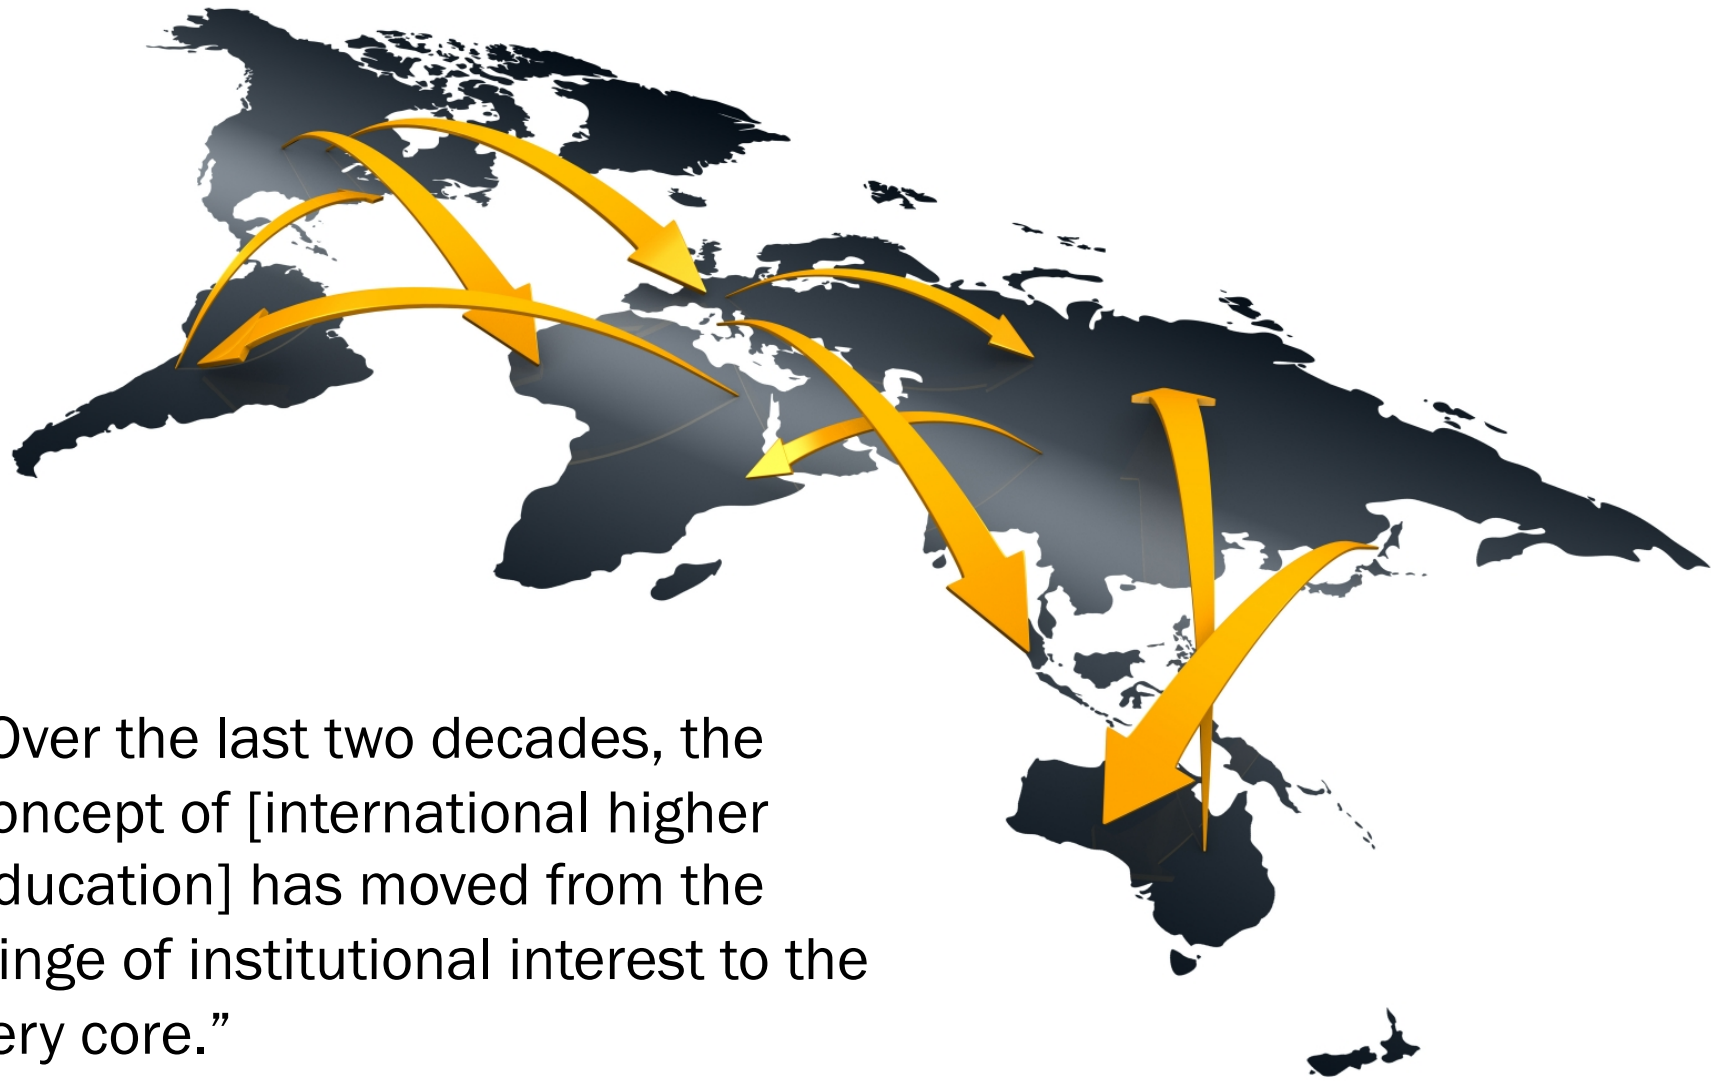 Over the last two decades, the
oncept of [international higher
ducation] has moved from the
inge of institutional interest to the
ery core.”